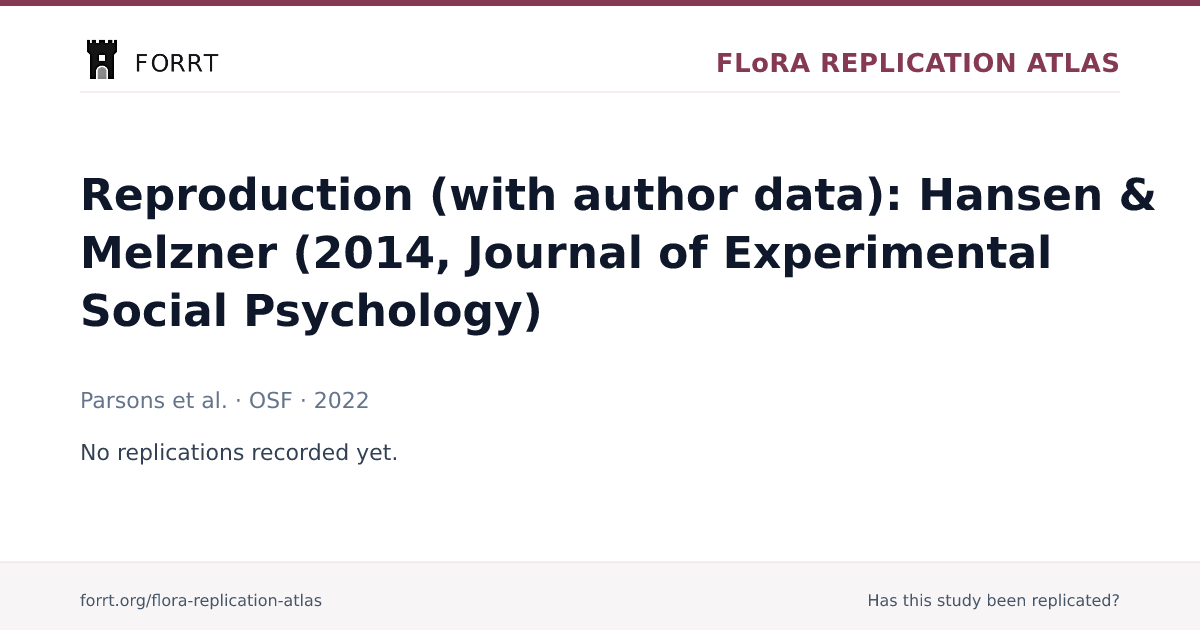 FORRT
FLoRA REPLICATION ATLAS
Reproduction (with author data): Hansen &
Melzner (2014, Journal of Experimental
Social Psychology)
Parsons et al. · OSF · 2022
No replications recorded yet.
forrt.org/flora-replication-atlas
Has this study been replicated?